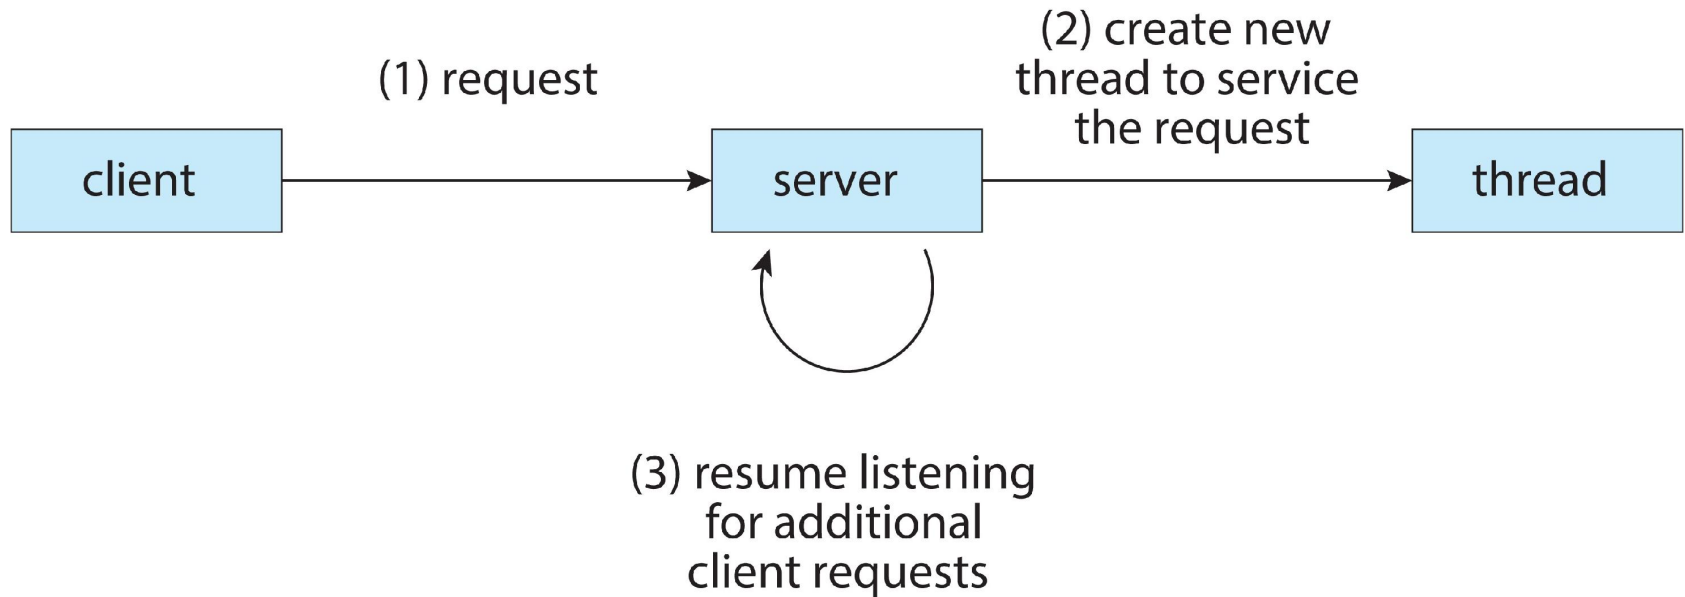 (1) request
(2) create new
thread to service
the request
client
server
thread
(3) resume listening
for additional
client requests